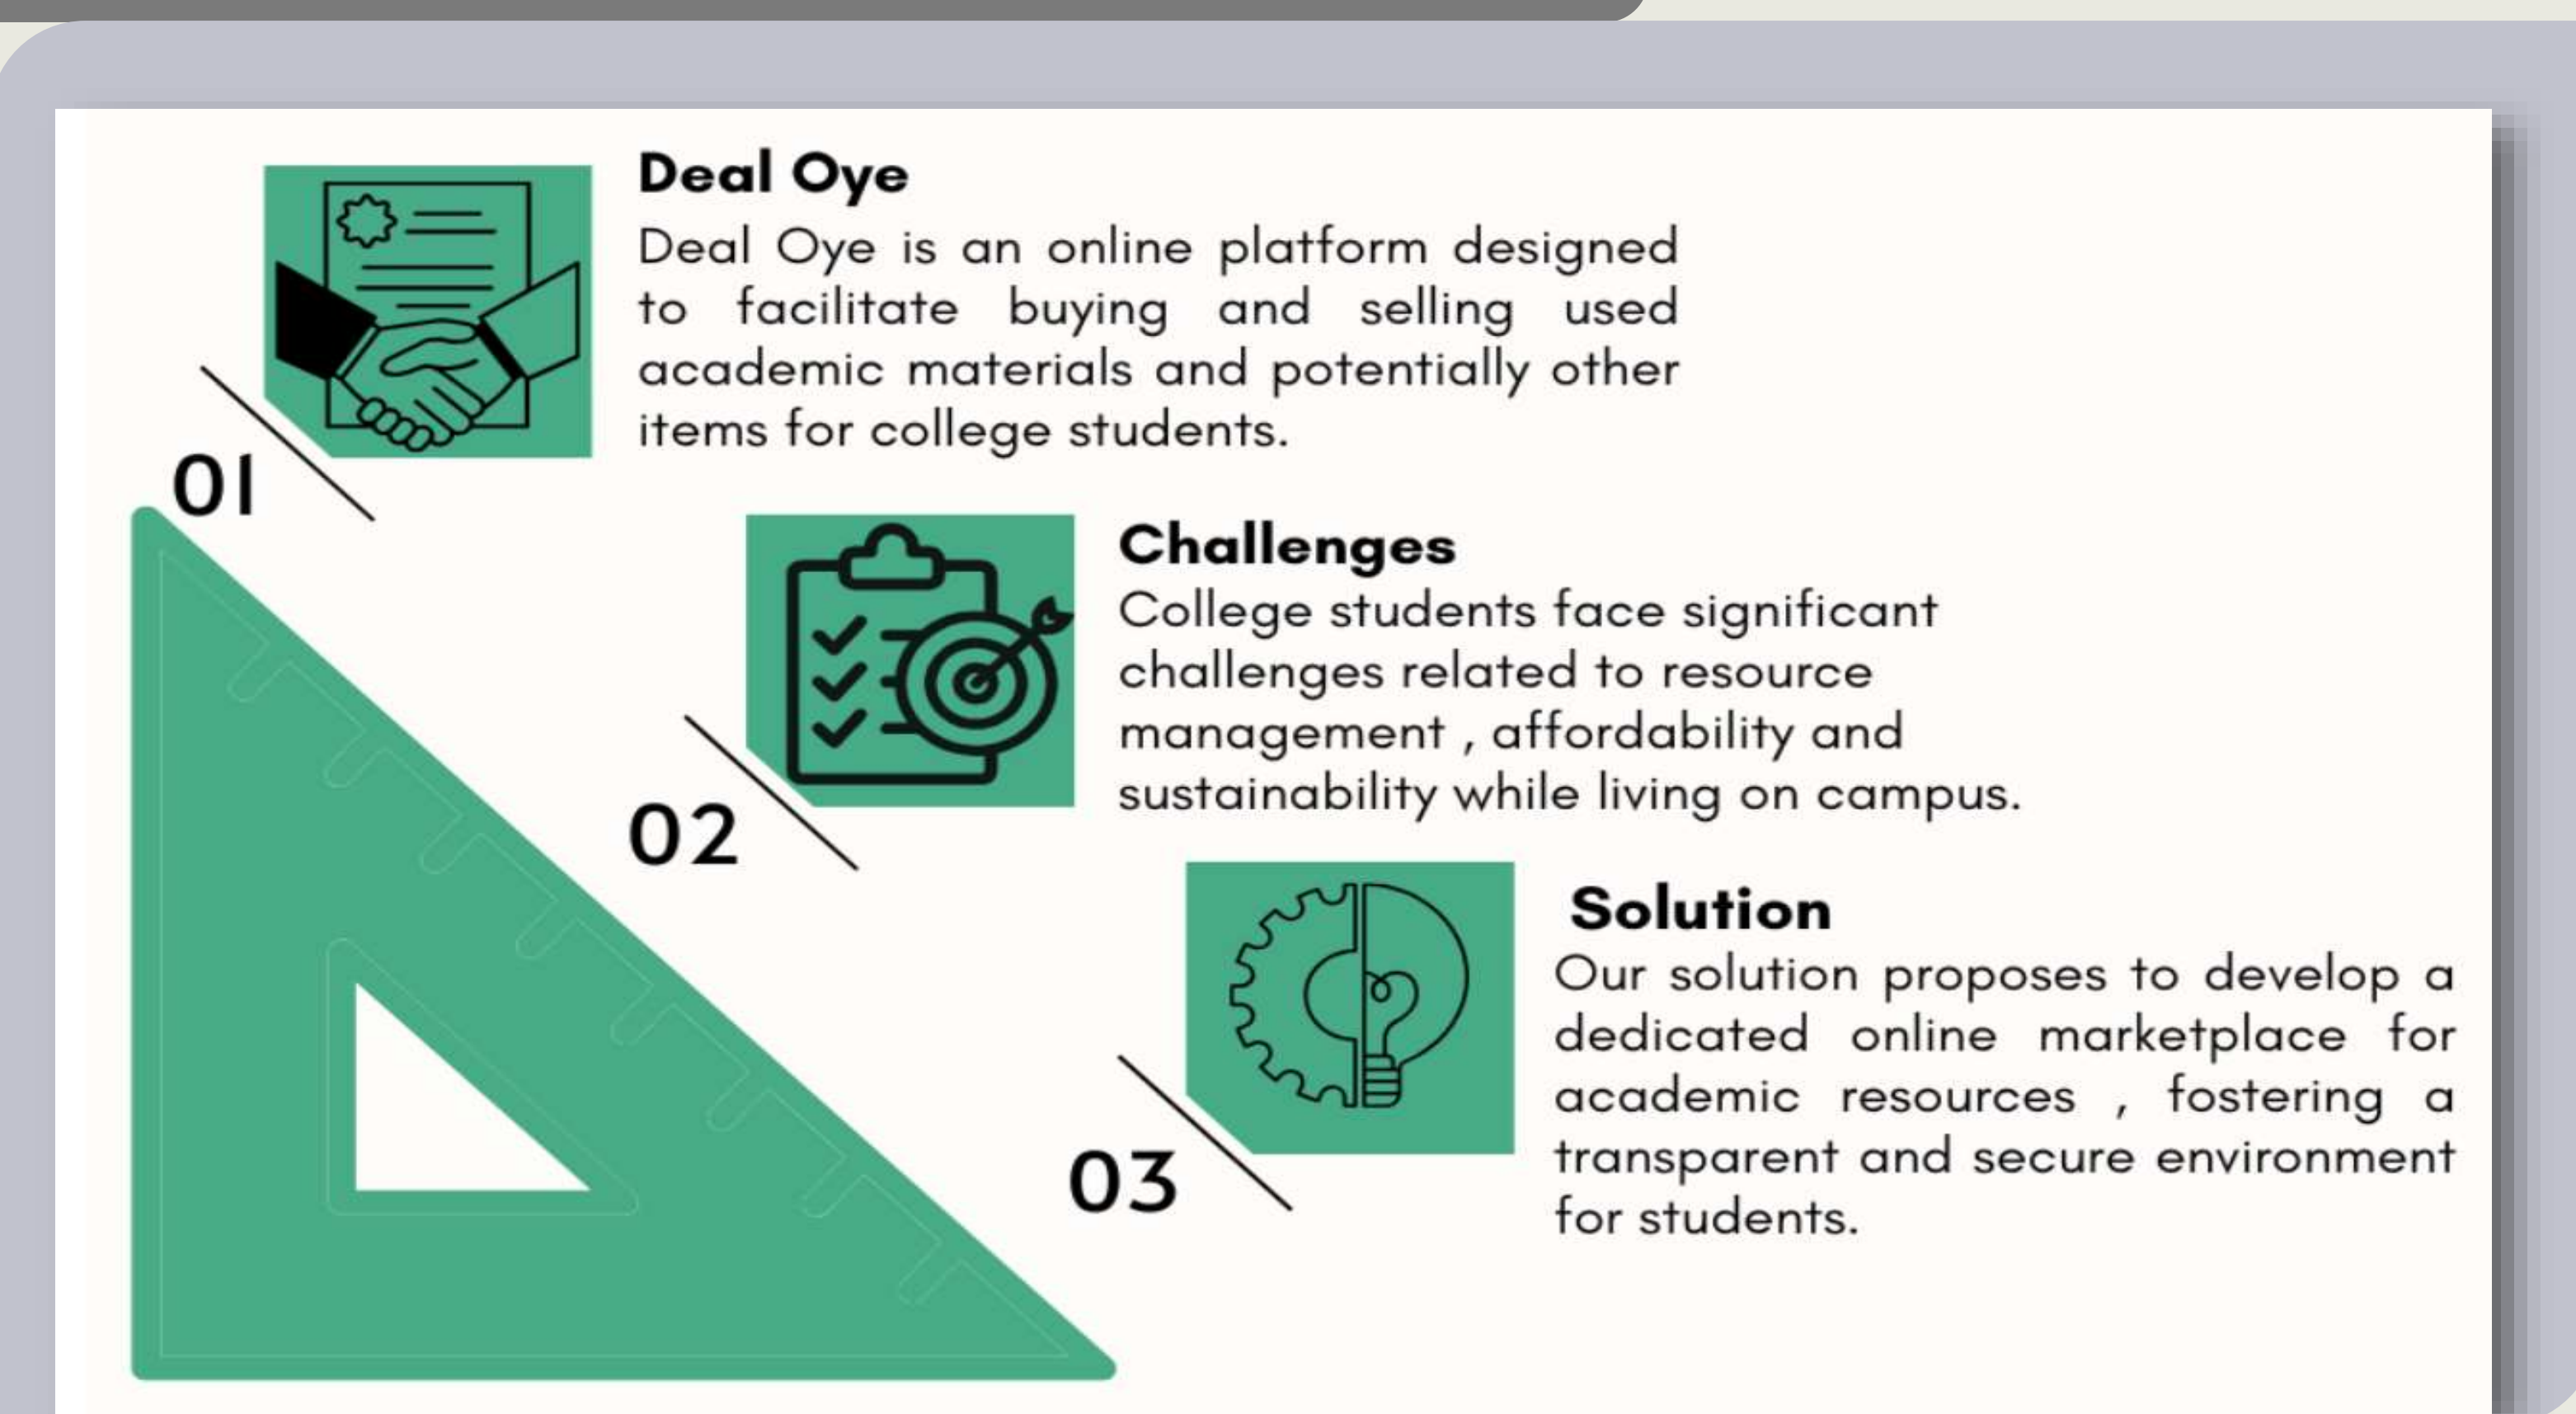 Deal Oye
Deal Oye is an online platform designed
to facilitate buying and selling used
academic materials and potentially other
items for college students.
01
Challenges
College students face significant
challenges related to resource
management , affordability and
sustainability while living on campus.
02
Solution
Our solution proposes to develop a
dedicated online marketplace for
academic resources , fostering a
transparent and secure environment
for students.
03